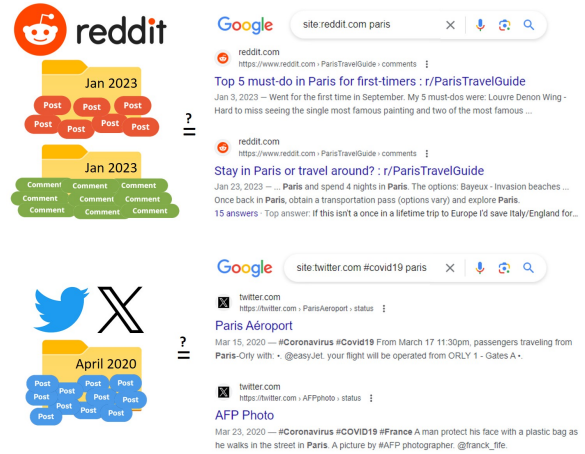 reddit
Jan 2023
Post Post Post
Post Post Post Post
?
=
Jan 2023
Comment Comment Comment
Comment Comment Comment
Comment Comment Comment
Google
site:reddit.com paris
reddit.com
https://www.reddit.com › ParisTravelGuide › comments
Top 5 must-do in Paris for first-timers : r/ParisTravelGuide
Jan 3, 2023 — Went for the first time in September. My 5 must-dos were: Louvre Denon Wing -
Hard to miss seeing the single most famous painting and two of the most famous ...
reddit.com
https://www.reddit.com › ParisTravelGuide › comments
Stay in Paris or travel around? : r/ParisTravelGuide
Jan 23, 2023 — ... Paris and spend 4 nights in Paris. The options: Bayeux - Invasion beaches ...
Once back in Paris, obtain a transportation pass (options vary) and explore Paris.
15 answers · Top answer: If this isn't a once in a lifetime trip to Europe I'd save Italy/England for...
April 2020
Post Post Post
Post Post Post
Post Post Post
Post Post
?
=
Google
site:twitter.com #covid19 paris
twitter.com
https://twitter.com › ParisAeroport › status
Paris Aéroport
Mar 15, 2020 — #Coronavirus #Covid19 From March 17 11:30pm, passengers traveling from
Paris-Orly with: •. @easyJet. your flight will be operated from ORLY 1 - Gates A •.
twitter.com
https://twitter.com › AFPphoto › status
AFP Photo
Mar 23, 2020 — #Coronavirus #COVID19 #France A man protect his face with a plastic bag as
he walks in the street in Paris. A picture by #AFP photographer. @franck_fife.